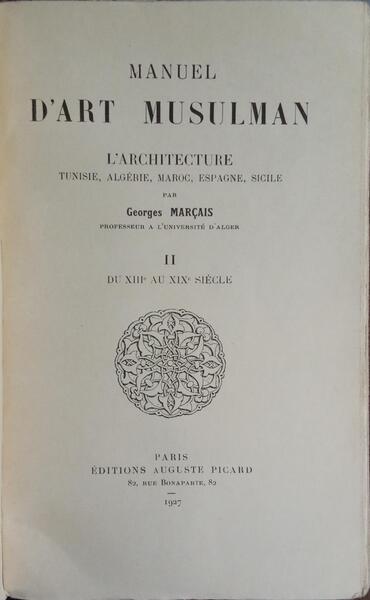 MANUEL
D'ART MUSULMAN
L'ARCHITECTURE
TUNISIE, ALGÉRIE, MAROC, ESPAGNE, SICILE
PAR
Georges MARÇAIS
PROFESSEUR A L'UNIVERSITÉ D'ALGER
II
DU XIIIe AU XIXe SIÈCLE
PARIS
ÉDITIONS AUGUSTE PICARD
82, RUE BONAPARTE, 82
1927